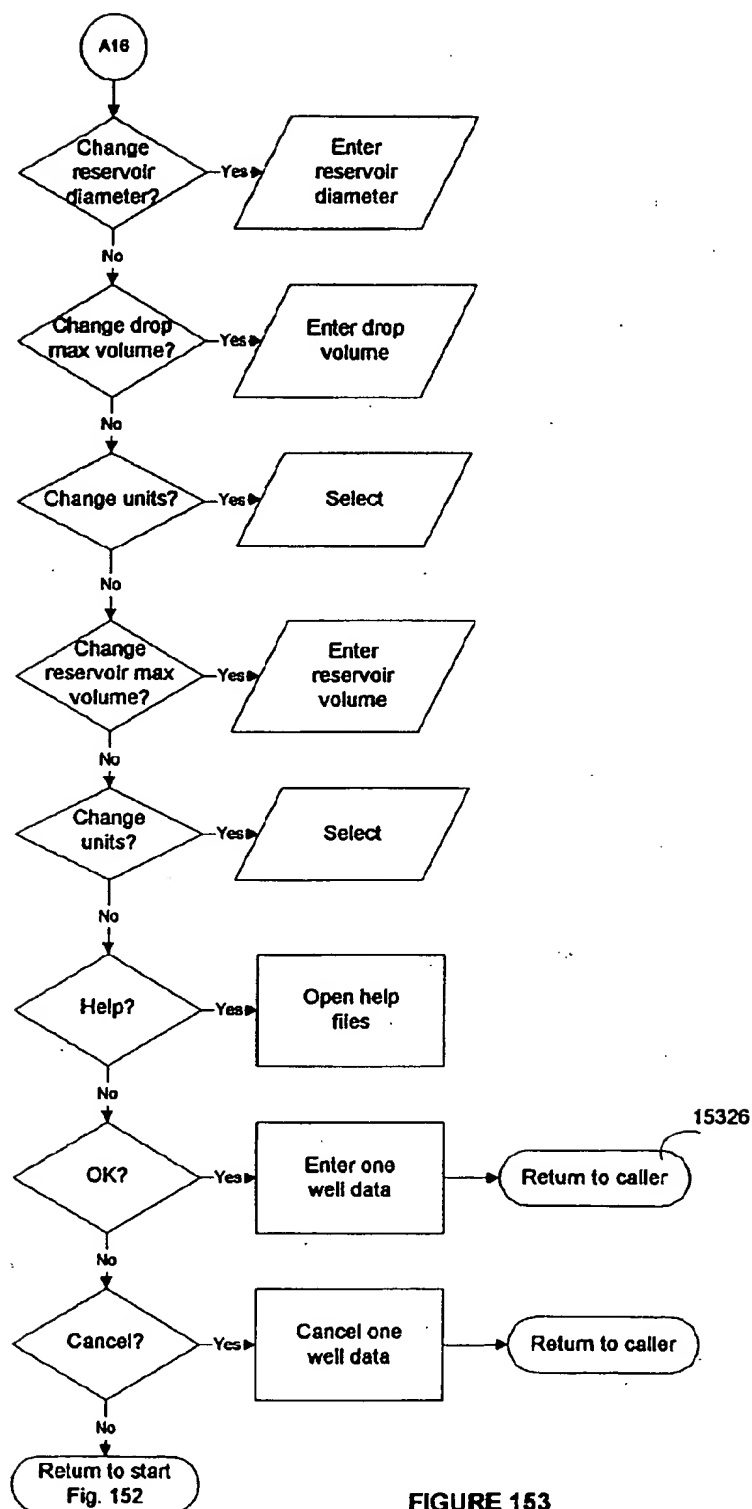 A16
Change
reservoir
diameter?
Yes
Enter
reservoir
diameter
No
Change drop
max volume?
Yes
Enter drop
volume
No
Change units?
Yes
Select
No
Change
reservoir max
volume?
Yes
Enter
reservoir
volume
No
Change
units?
Yes
Select
No
Help?
Yes
Open help
files
No
15326
OK?
Yes
Enter one
well data
Return to caller
No
Cancel?
Yes
Cancel one
well data
Return to caller
No
Return to start
Fig. 152
FIGURE 153